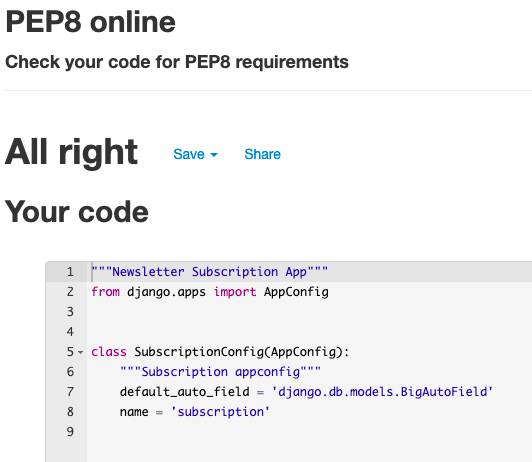 PEP8 online
Check your code for PEP8 requirements
All right Save Share
Your code
1 """Newsletter Subscription App"""
2 from django.apps import AppConfig
3
4
5 class SubscriptionConfig(AppConfig):
6     """Subscription appconfig"""
7     default_auto_field = 'django.db.models.BigAutoField'
8     name = 'subscription'
9